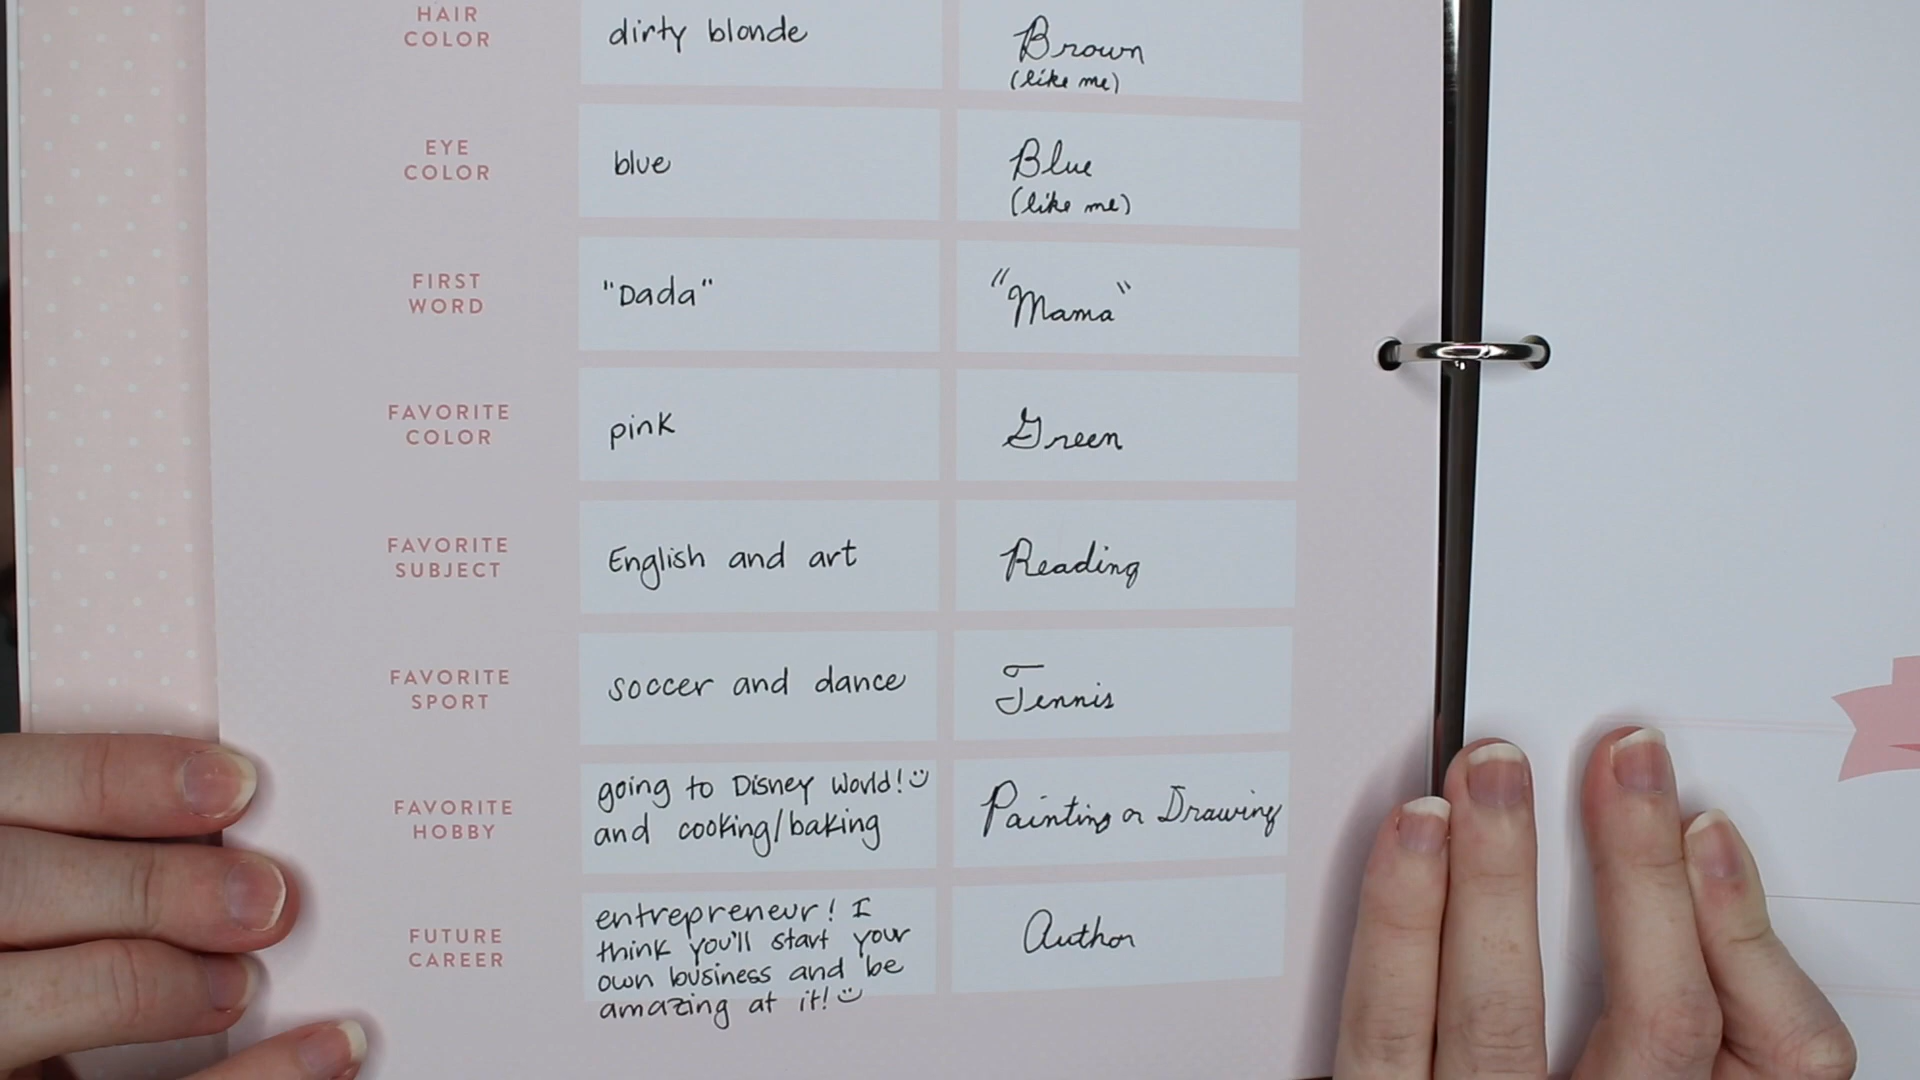 HAIR
COLOR
dirty blonde
Brown
(like me)
EYE
COLOR
blue
Blue
(like me)
FIRST
WORD
"Dada"
"Mama"
FAVORITE
COLOR
pink
Green
FAVORITE
SUBJECT
English and art
Reading
FAVORITE
SPORT
soccer and dance
Tennis
FAVORITE
HOBBY
going to Disney World! :)
and cooking/baking
Painting or Drawing
FUTURE
CAREER
entrepreneur! I
think you'll start your
own business and be
amazing at it! :)
Author